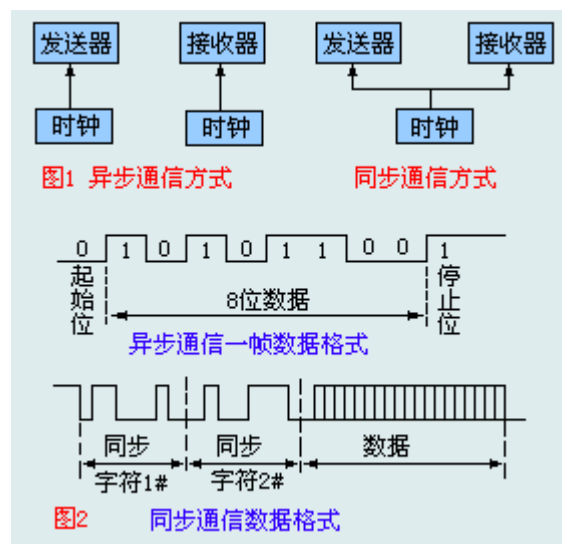 发送器 接收器 发送器 接收器
时钟 时钟 时钟
图1 异步通信方式 同步通信方式
0 1 0 1 0 1 1 0 0 1
起始位 8位数据 停止位
异步通信一帧数据格式
同步字符1# 同步字符2# 数据
图2 同步通信数据格式